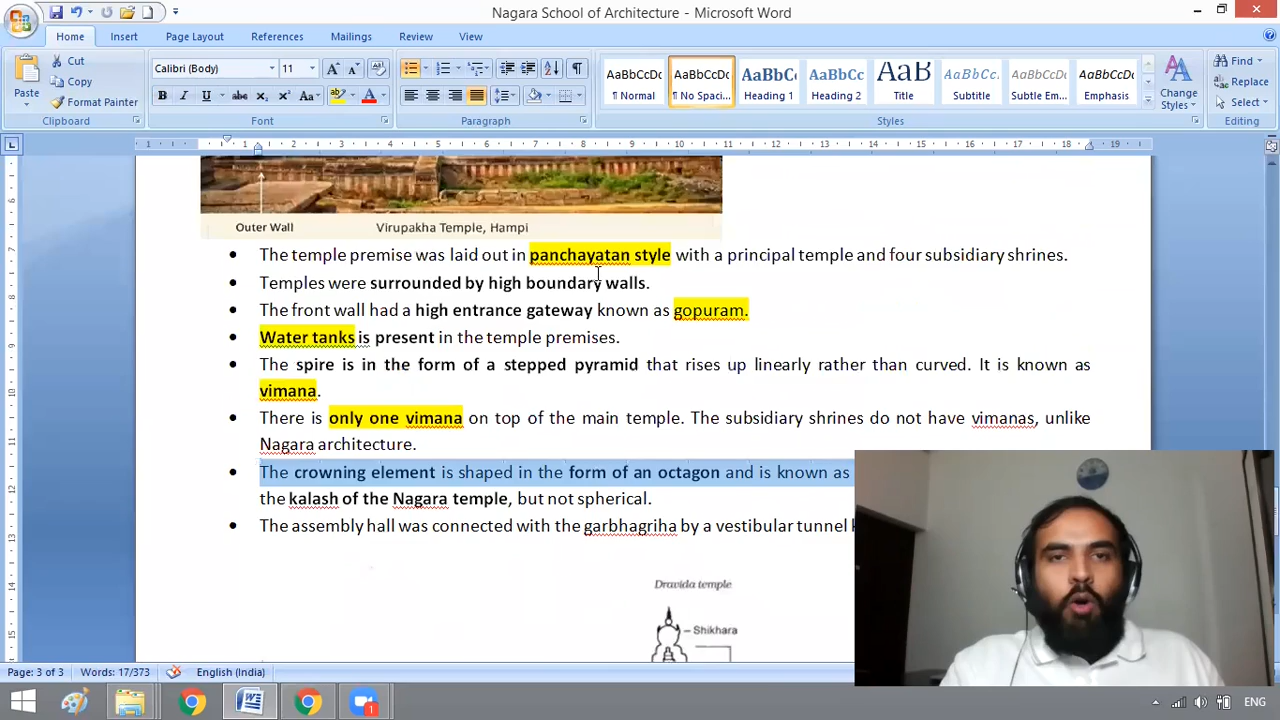 Nagara School of Architecture - Microsoft Word
Home Insert Page Layout References Mailings Review View
Paste
Cut
Copy
Format Painter
Clipboard
Calibri (Body) 11
Font
Paragraph
AaBbCcDc AaBbCcDc AaBbC AaBbCc AaB AaBbCc. AaBbCcDc AaBbCcDc
¶ Normal ¶ No Spaci... Heading 1 Heading 2 Title Subtitle Subtle Em... Emphasis
Change Styles
Styles
Find
Replace
Select
Editing
Outer Wall Virupakha Temple, Hampi
• The temple premise was laid out in panchayatan style with a principal temple and four subsidiary shrines.
• Temples were surrounded by high boundary walls.
• The front wall had a high entrance gateway known as gopuram.
• Water tanks is present in the temple premises.
• The spire is in the form of a stepped pyramid that rises up linearly rather than curved. It is known as
vimana.
• There is only one vimana on top of the main temple. The subsidiary shrines do not have vimanas, unlike
Nagara architecture.
• The crowning element is shaped in the form of an octagon and is known as
the kalash of the Nagara temple, but not spherical.
• The assembly hall was connected with the garbhagriha by a vestibular tunnel
Dravida temple
Shikhara
Page: 3 of 3 Words: 17/373 English (India)
ENG